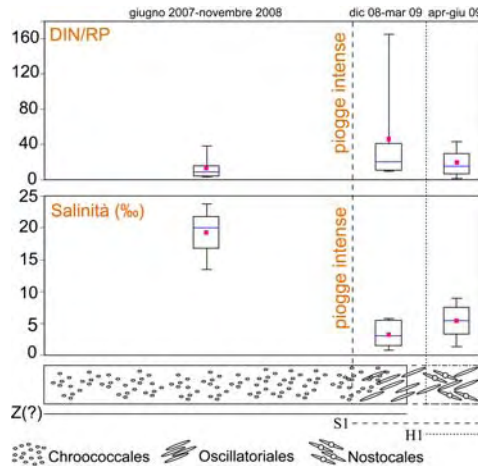 giugno 2007-novembre 2008 dic 08-mar 09 apr-giu 09
DIN/RP
160
120
80
40
0
piogge intense
Salinità (‰)
25
20
15
10
5
0
piogge intense
Z(?)
S1
H1
Chroococcales Oscillatoriales Nostocales